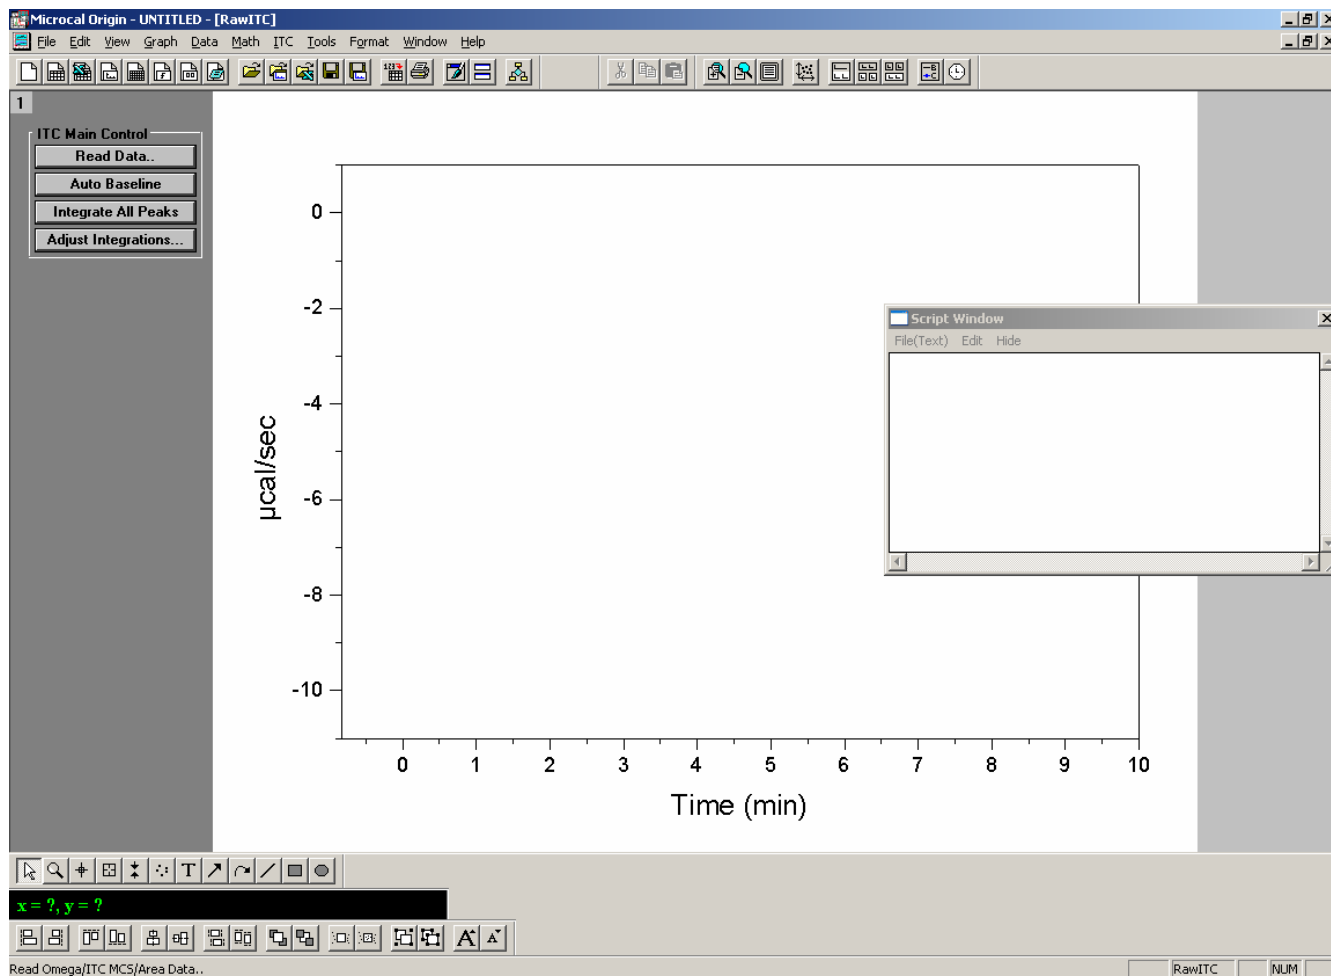 Microcal Origin - UNTITLED - [RawITC]
File Edit View Graph Data Math ITC Tools Format Window Help
1
ITC Main Control
Read Data..
Auto Baseline
Integrate All Peaks
Adjust Integrations...
0
-2
-4
-6
-8
-10
µcal/sec
0 1 2 3 4 5 6 7 8 9 10
Time (min)
Script Window
File(Text) Edit Hide
T
x = ?, y = ?
A A
Read Omega/ITC MCS/Area Data..
RawITC NUM